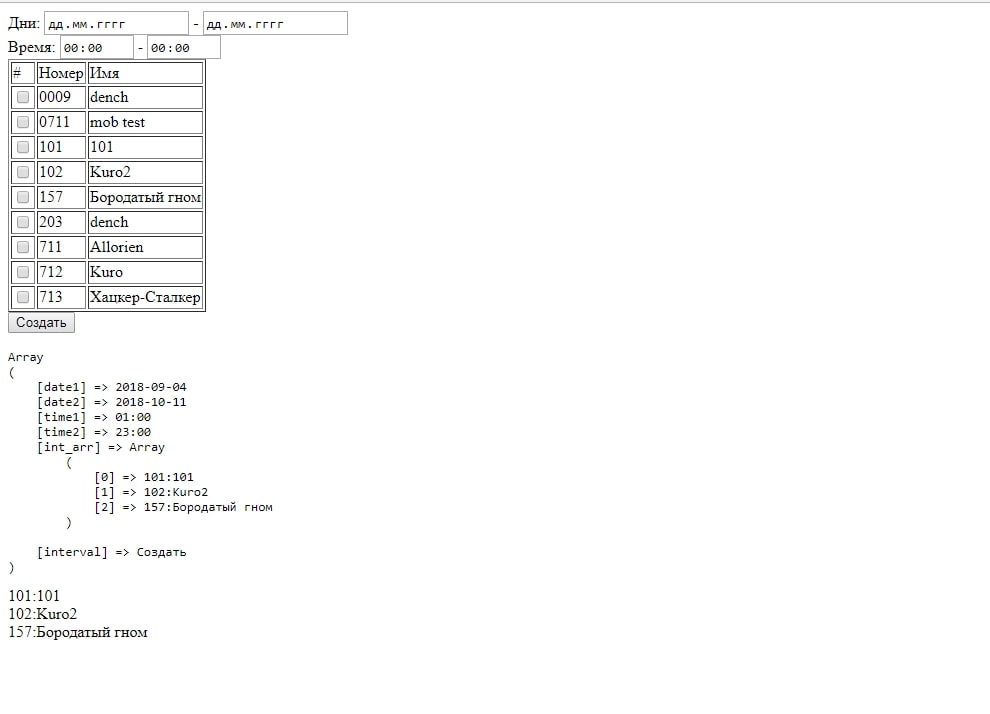 Дни: дд.мм.гггг - дд.мм.гггг
Время: 00:00 - 00:00
# Номер Имя
0009 dench
0711 mob test
101 101
102 Kuro2
157 Бородатый гном
203 dench
711 Allorien
712 Kuro
713 Хацкер-Сталкер
Создать
Array
(
[date1] => 2018-09-04
[date2] => 2018-10-11
[time1] => 01:00
[time2] => 23:00
[int_arr] => Array
(
[0] => 101:101
[1] => 102:Kuro2
[2] => 157:Бородатый гном
)
[interval] => Создать
)
101:101
102:Kuro2
157:Бородатый гном